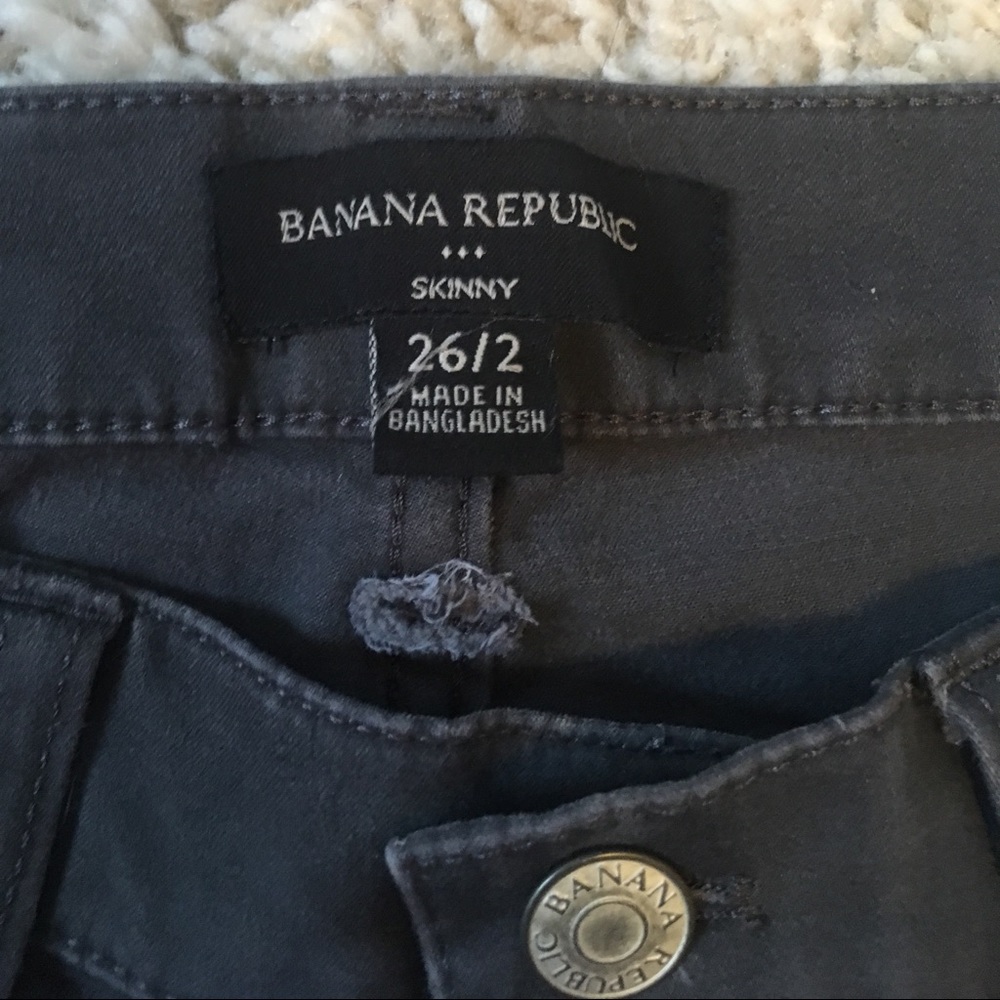 BANANA REPUBLIC
SKINNY
26/2
MADE IN
BANGLADESH
BANANA REPUBLIC